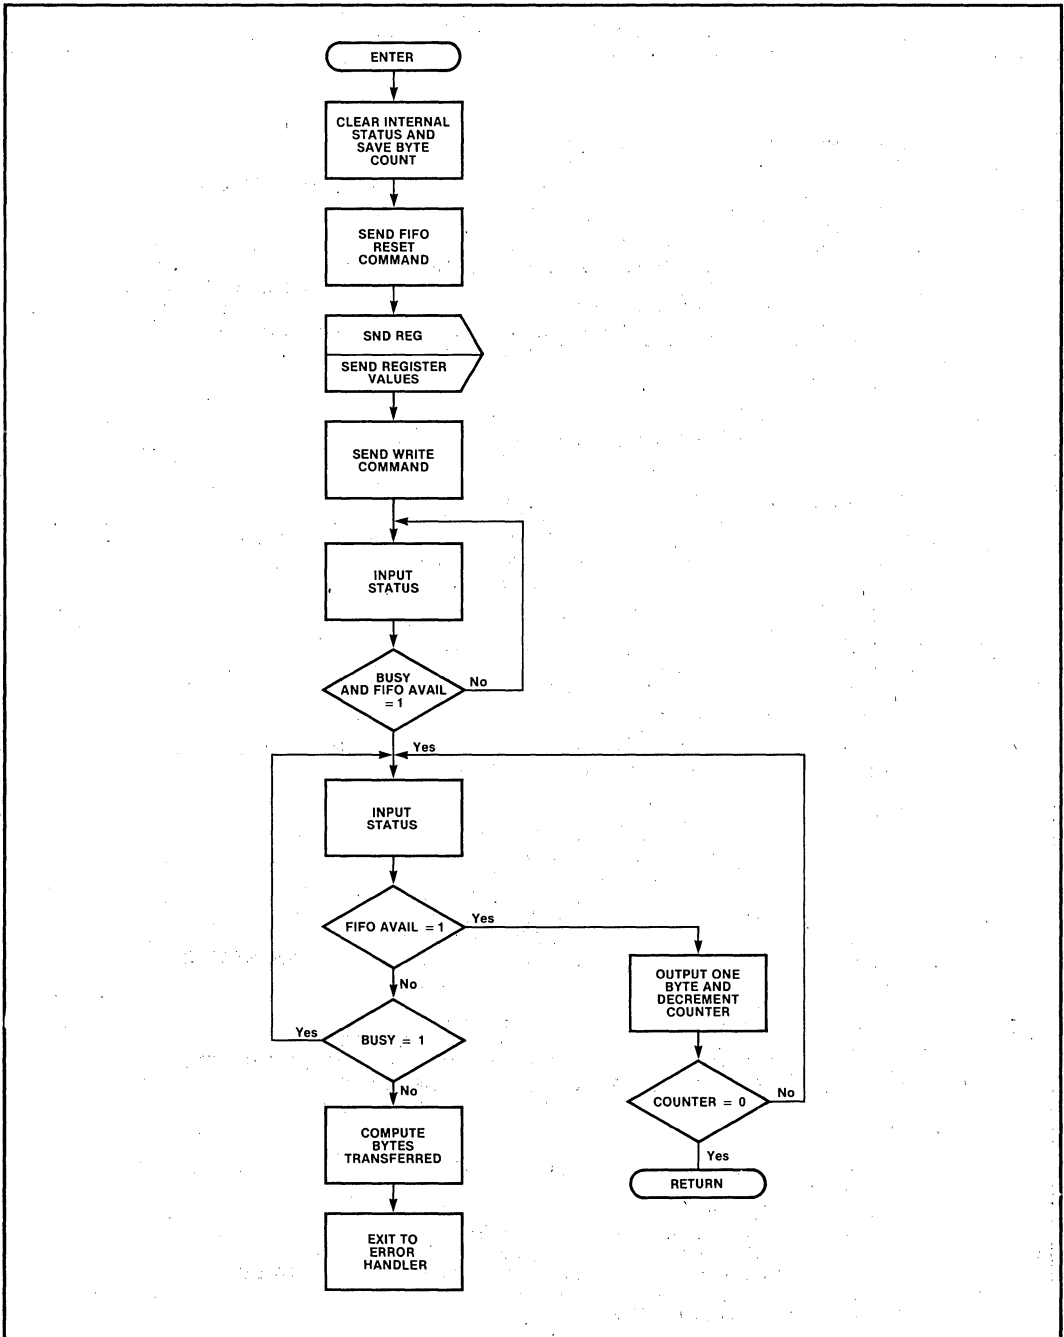 ENTER
CLEAR INTERNAL
STATUS AND
SAVE BYTE
COUNT
SEND FIFO
RESET
COMMAND
SND REG
SEND REGISTER
VALUES
SEND WRITE
COMMAND
INPUT
STATUS
BUSY
AND FIFO AVAIL
= 1
No
Yes
INPUT
STATUS
FIFO AVAIL = 1
Yes
No
OUTPUT ONE
BYTE AND
DECREMENT
COUNTER
BUSY = 1
Yes
No
COUNTER = 0
No
Yes
COMPUTE
BYTES
TRANSFERRED
RETURN
EXIT TO
ERROR
HANDLER